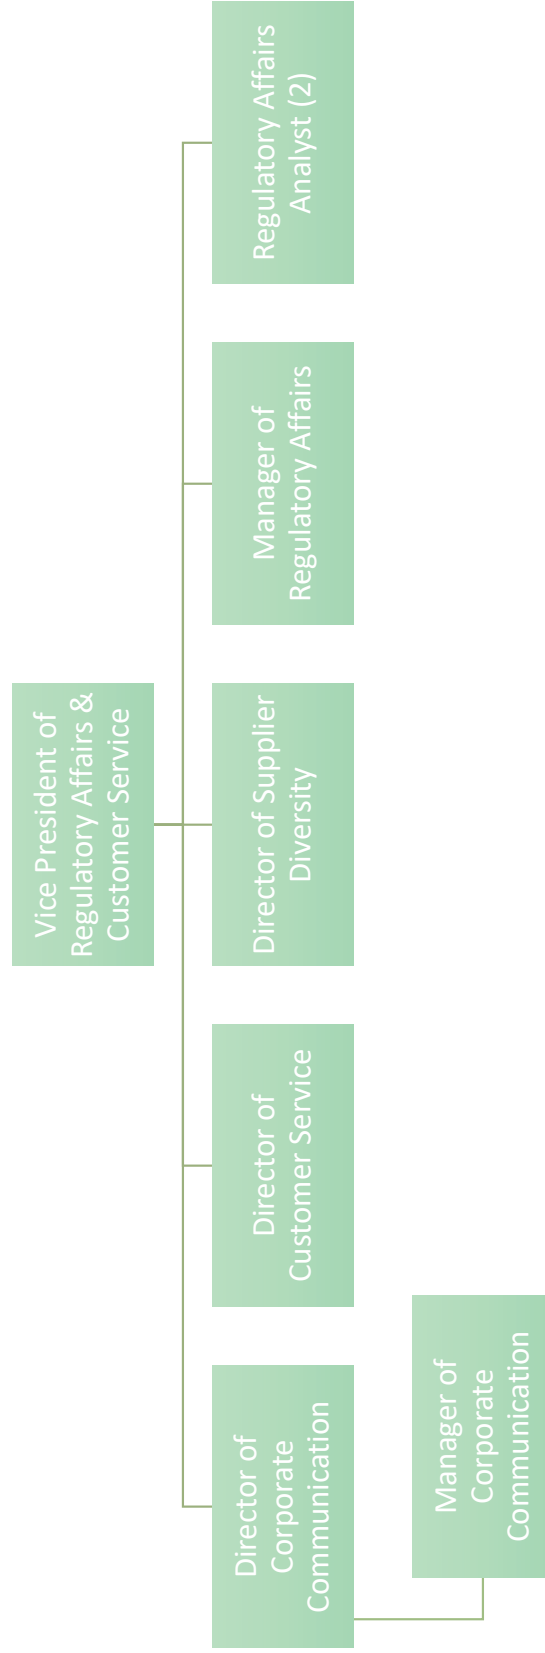 Vice President of
Regulatory Affairs &
Customer Service
Director of
Corporate
Communication
Director of
Customer Service
Director of Supplier
Diversity
Manager of
Regulatory Affairs
Regulatory Affairs
Analyst (2)
Manager of
Corporate
Communication